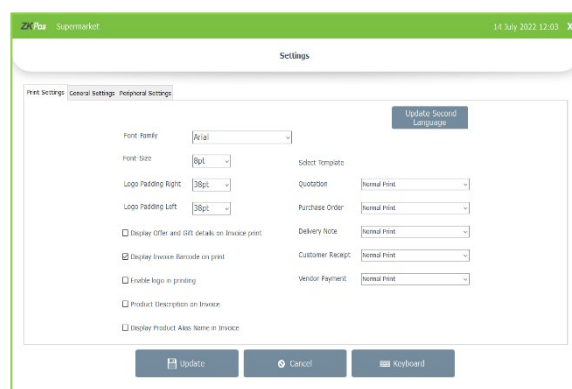 ZKPos Supermarket 14 July 2022 12:03 X
Settings
Print Settings General Settings Peripheral Settings
Update Second
Language
Font Family Arial
Font Size 8pt
Select Template
Logo Padding Right 38pt
Quotation Normal Print
Logo Padding Left 38pt
Purchase Order Normal Print
Display Offer and Gift details on Invoice print
Delivery Note Normal Print
Display Invoice Barcode on print
Customer Receipt Normal Print
Enable logo in printing
Vendor Payment Normal Print
Product Description on Invoice
Display Product Alias Name in Invoice
Update Cancel Keyboard